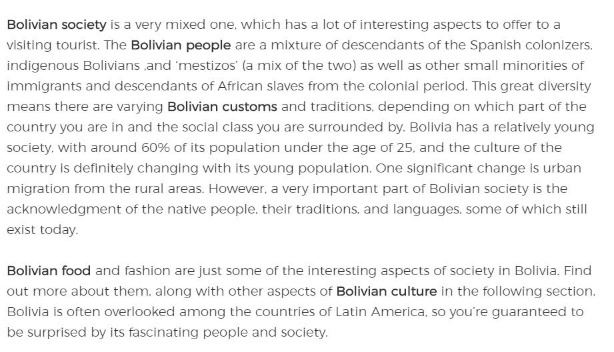 Bolivian society is a very mixed one, which has a lot of interesting aspects to offer to a
visiting tourist. The Bolivian people are a mixture of descendants of the Spanish colonizers,
indigenous Bolivians ,and 'mestizos' (a mix of the two) as well as other small minorities of
immigrants and descendants of African slaves from the colonial period. This great diversity
means there are varying Bolivian customs and traditions, depending on which part of the
country you are in and the social class you are surrounded by. Bolivia has a relatively young
society, with around 60% of its population under the age of 25, and the culture of the
country is definitely changing with its young population. One significant change is urban
migration from the rural areas. However, a very important part of Bolivian society is the
acknowledgment of the native people, their traditions, and languages, some of which still
exist today.
Bolivian food and fashion are just some of the interesting aspects of society in Bolivia. Find
out more about them, along with other aspects of Bolivian culture in the following section.
Bolivia is often overlooked among the countries of Latin America, so you're guaranteed to
be surprised by its fascinating people and society.